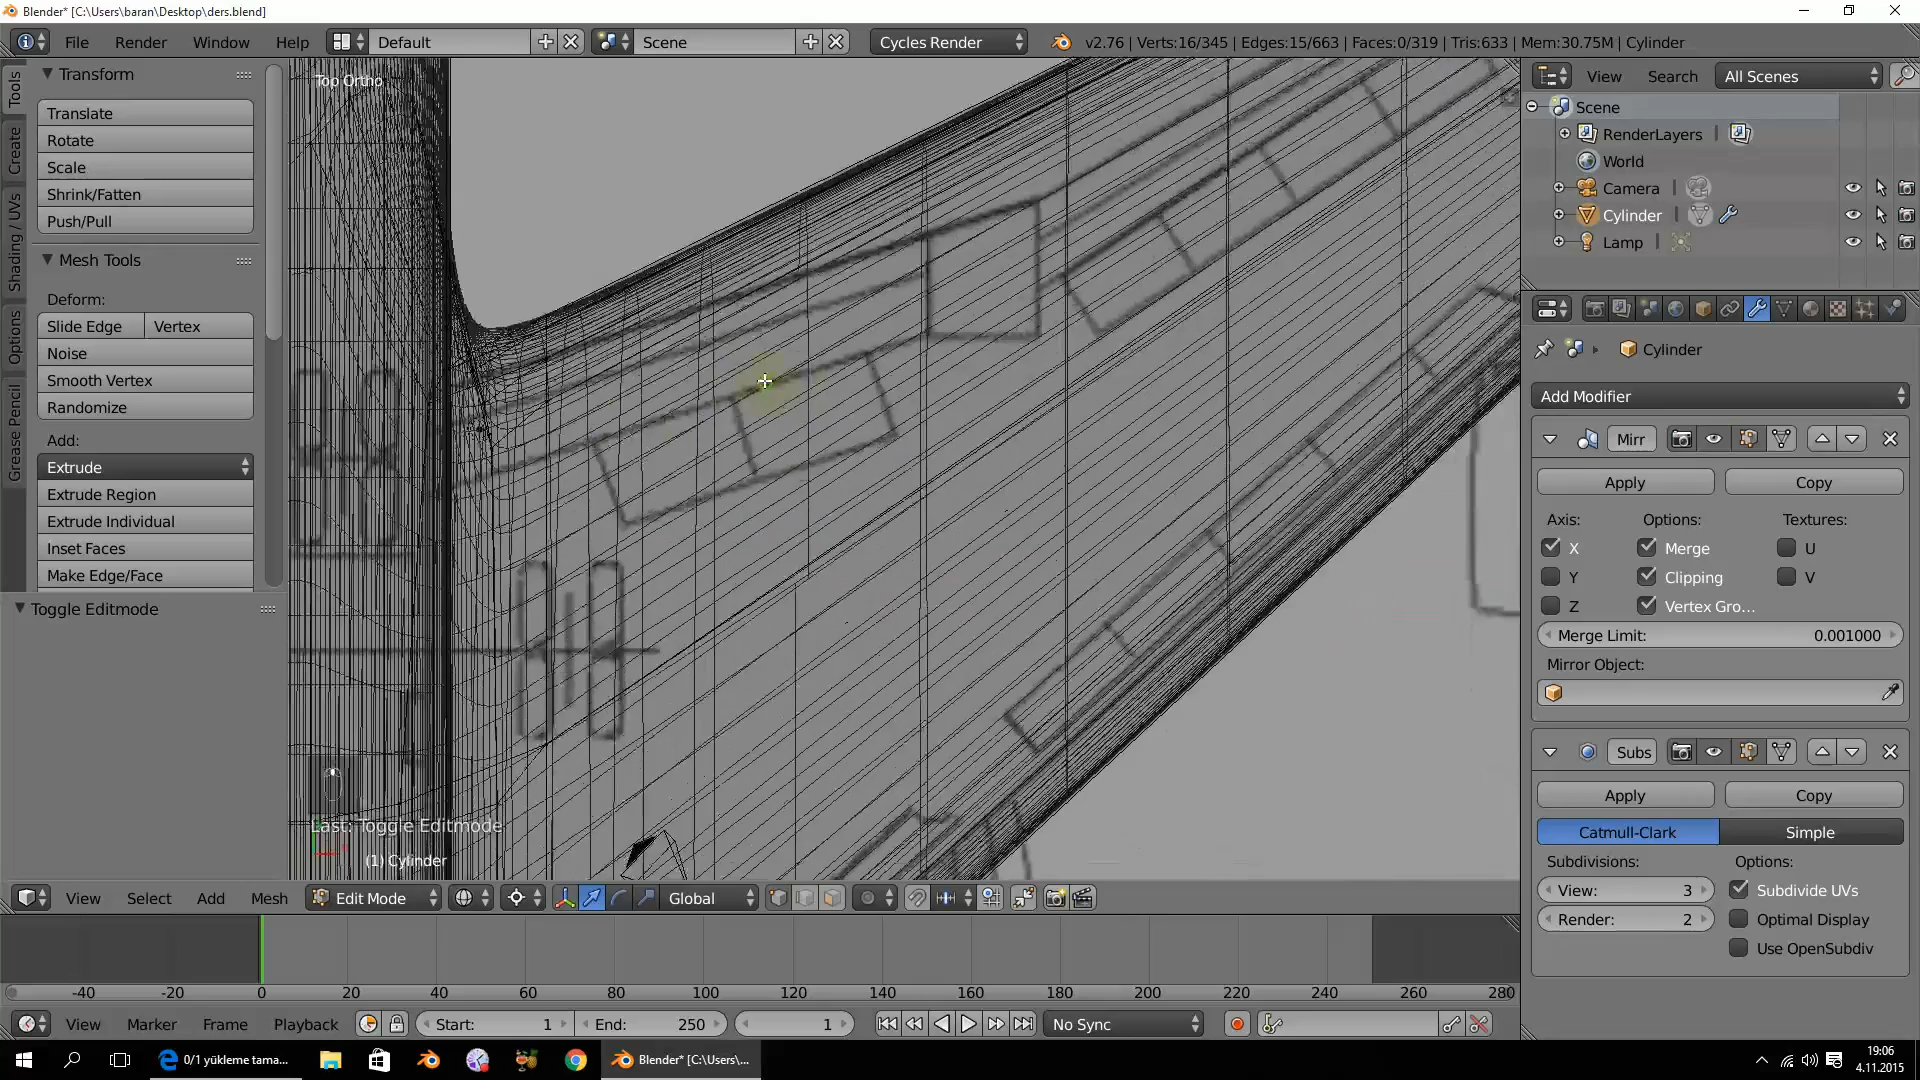 Blender* [C:\Users\baran\Desktop\ders.blend]
File Render Window Help Default Scene Cycles Render v2.76 | Verts:16/345 | Edges:15/663 | Faces:0/319 | Tris:633 | Mem:30.75M | Cylinder
Tools
Create
Shading / UVs
Options
Grease Pencil
Transform
Translate
Rotate
Scale
Shrink/Fatten
Push/Pull
Mesh Tools
Deform:
Slide Edge Vertex
Noise
Smooth Vertex
Randomize
Add:
Extrude
Extrude Region
Extrude Individual
Inset Faces
Make Edge/Face
Toggle Editmode
Top Ortho
Last: Toggle Editmode
(1) Cylinder
View Search All Scenes
Scene
RenderLayers
World
Camera
Cylinder
Lamp
Cylinder
Add Modifier
Mirr
Apply Copy
Axis: Options: Textures:
X Merge U
Y Clipping V
Z Vertex Gro...
Merge Limit: 0.001000
Mirror Object:
Subs
Apply Copy
Catmull-Clark Simple
Subdivisions: Options:
View: 3 Subdivide UVs
Render: 2 Optimal Display
Use OpenSubdiv
View Select Add Mesh Edit Mode Global
-40 -20 0 20 40 60 80 100 120 140 160 180 200 220 240 260 280
View Marker Frame Playback Start: 1 End: 250 1 No Sync
0/1 yükleme tama... Blender* [C:\Users\...
19:06
4.11.2015